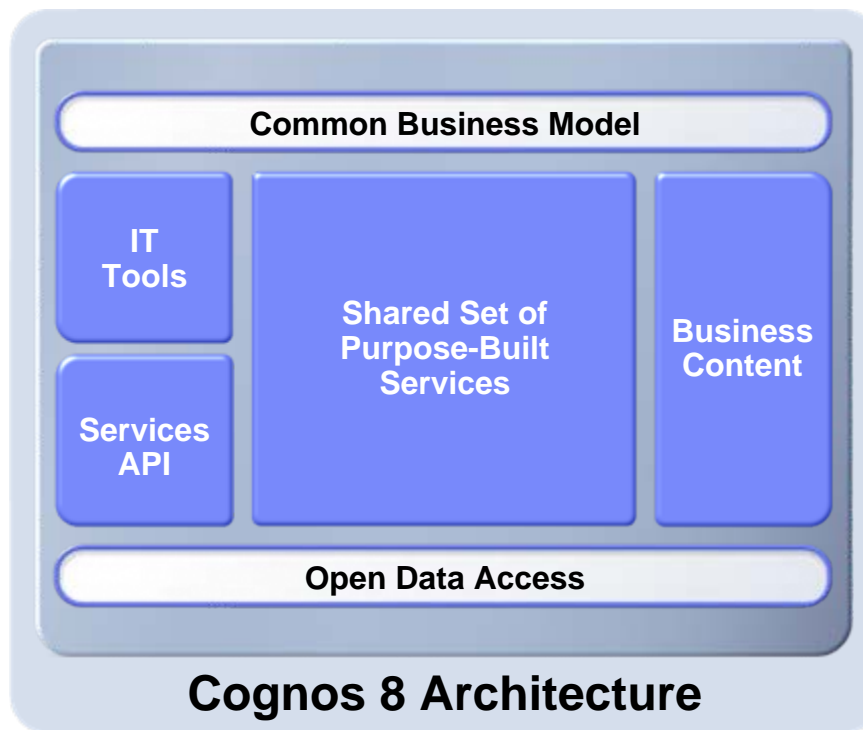 Common Business Model
IT
Tools
Services
API
Shared Set of
Purpose-Built
Services
Business
Content
Open Data Access
Cognos 8 Architecture